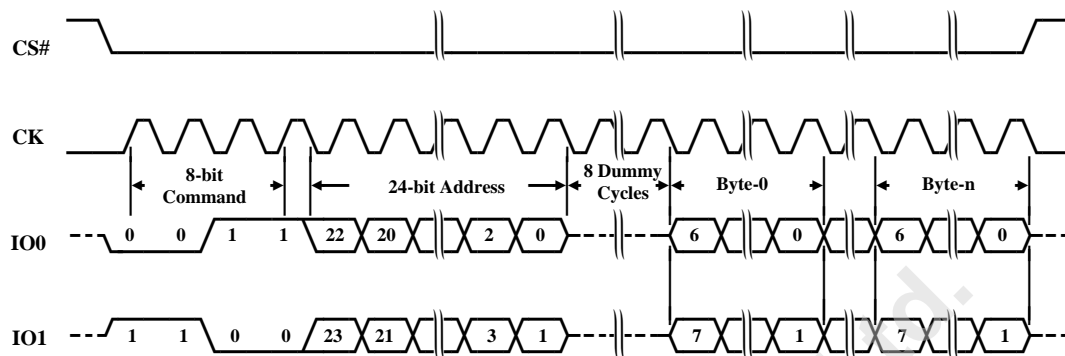 CS#
CK
8-bit
Command
24-bit Address
8 Dummy
Cycles
Byte-0
Byte-n
IO0 0 0 1 1 22 20 2 0 6 0 6 0
IO1 1 1 0 0 23 21 3 1 7 1 7 1
td.